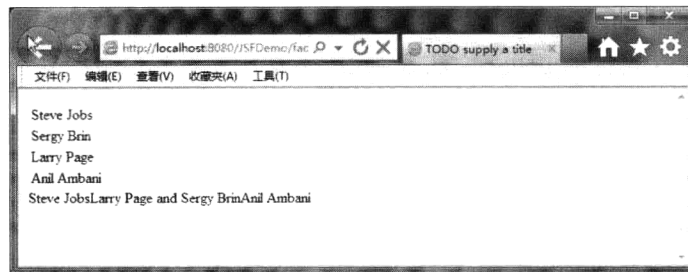 http://localhost:8080/JSFDemo/fac
TODO supply a title
文件(F) 编辑(E) 查看(V) 收藏夹(A) 工具(T)
Steve Jobs
Sergy Brin
Larry Page
Anil Ambani
Steve JobsLarry Page and Sergy BrinAnil Ambani